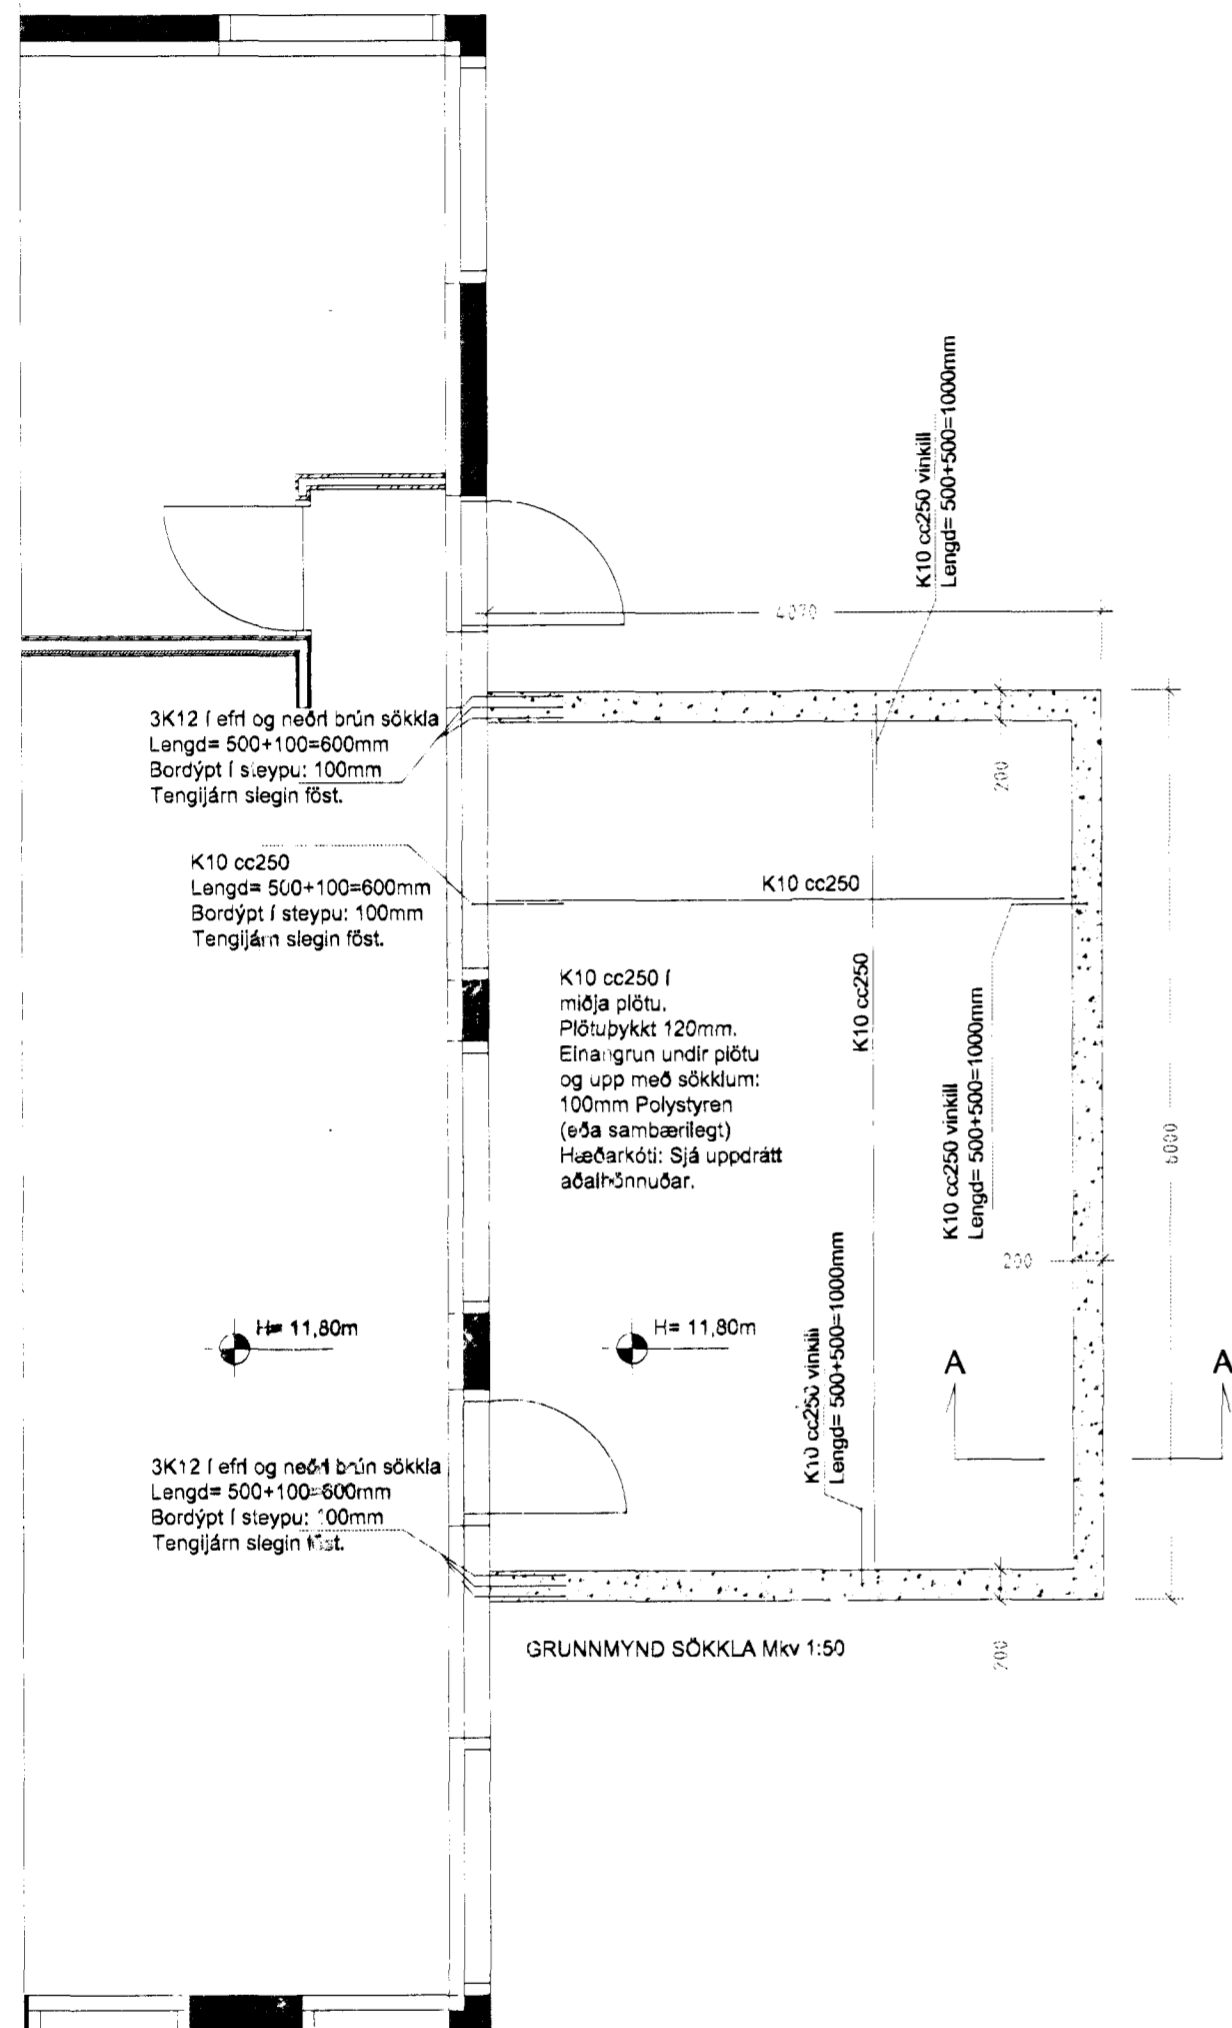 K10 cc250 vinkill
Lengd= 500+500=1000mm
4070
3K12 í efri og neðri brún sökkla
Lengd= 500+100=600mm
Bordýpt í steypu: 100mm
Tengijárn slegin föst.
200
K10 cc250
Lengd= 500+100=600mm
Bordýpt í steypu: 100mm
Tengijárn slegin föst.
K10 cc250
K10 cc250
K10 cc250 í
miðja plötu.
Plötuþykkt 120mm.
Einangrun undir plötu
og upp með sökklum:
100mm Polystyren
(eða sambærilegt)
Hæðarkóti: Sjá uppdrátt
aðalhönnuðar.
K10 cc250 vinkill
Lengd= 500+500=1000mm
6000
200
K10 cc250 vinkill
Lengd= 500+500=1000mm
H= 11,80m
H= 11,80m
A
A
3K12 í efri og neðri brún sökkla
Lengd= 500+100=600mm
Bordýpt í steypu: 100mm
Tengijárn slegin föst.
GRUNNMYND SÖKKLA Mkv 1:50
200